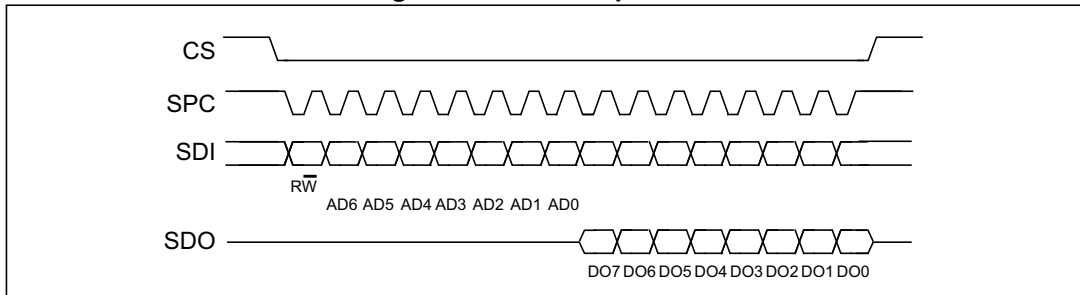 CS
SPC
SDI
RW̅
AD6 AD5 AD4 AD3 AD2 AD1 AD0
SDO
DO7 DO6 DO5 DO4 DO3 DO2 DO1 DO0